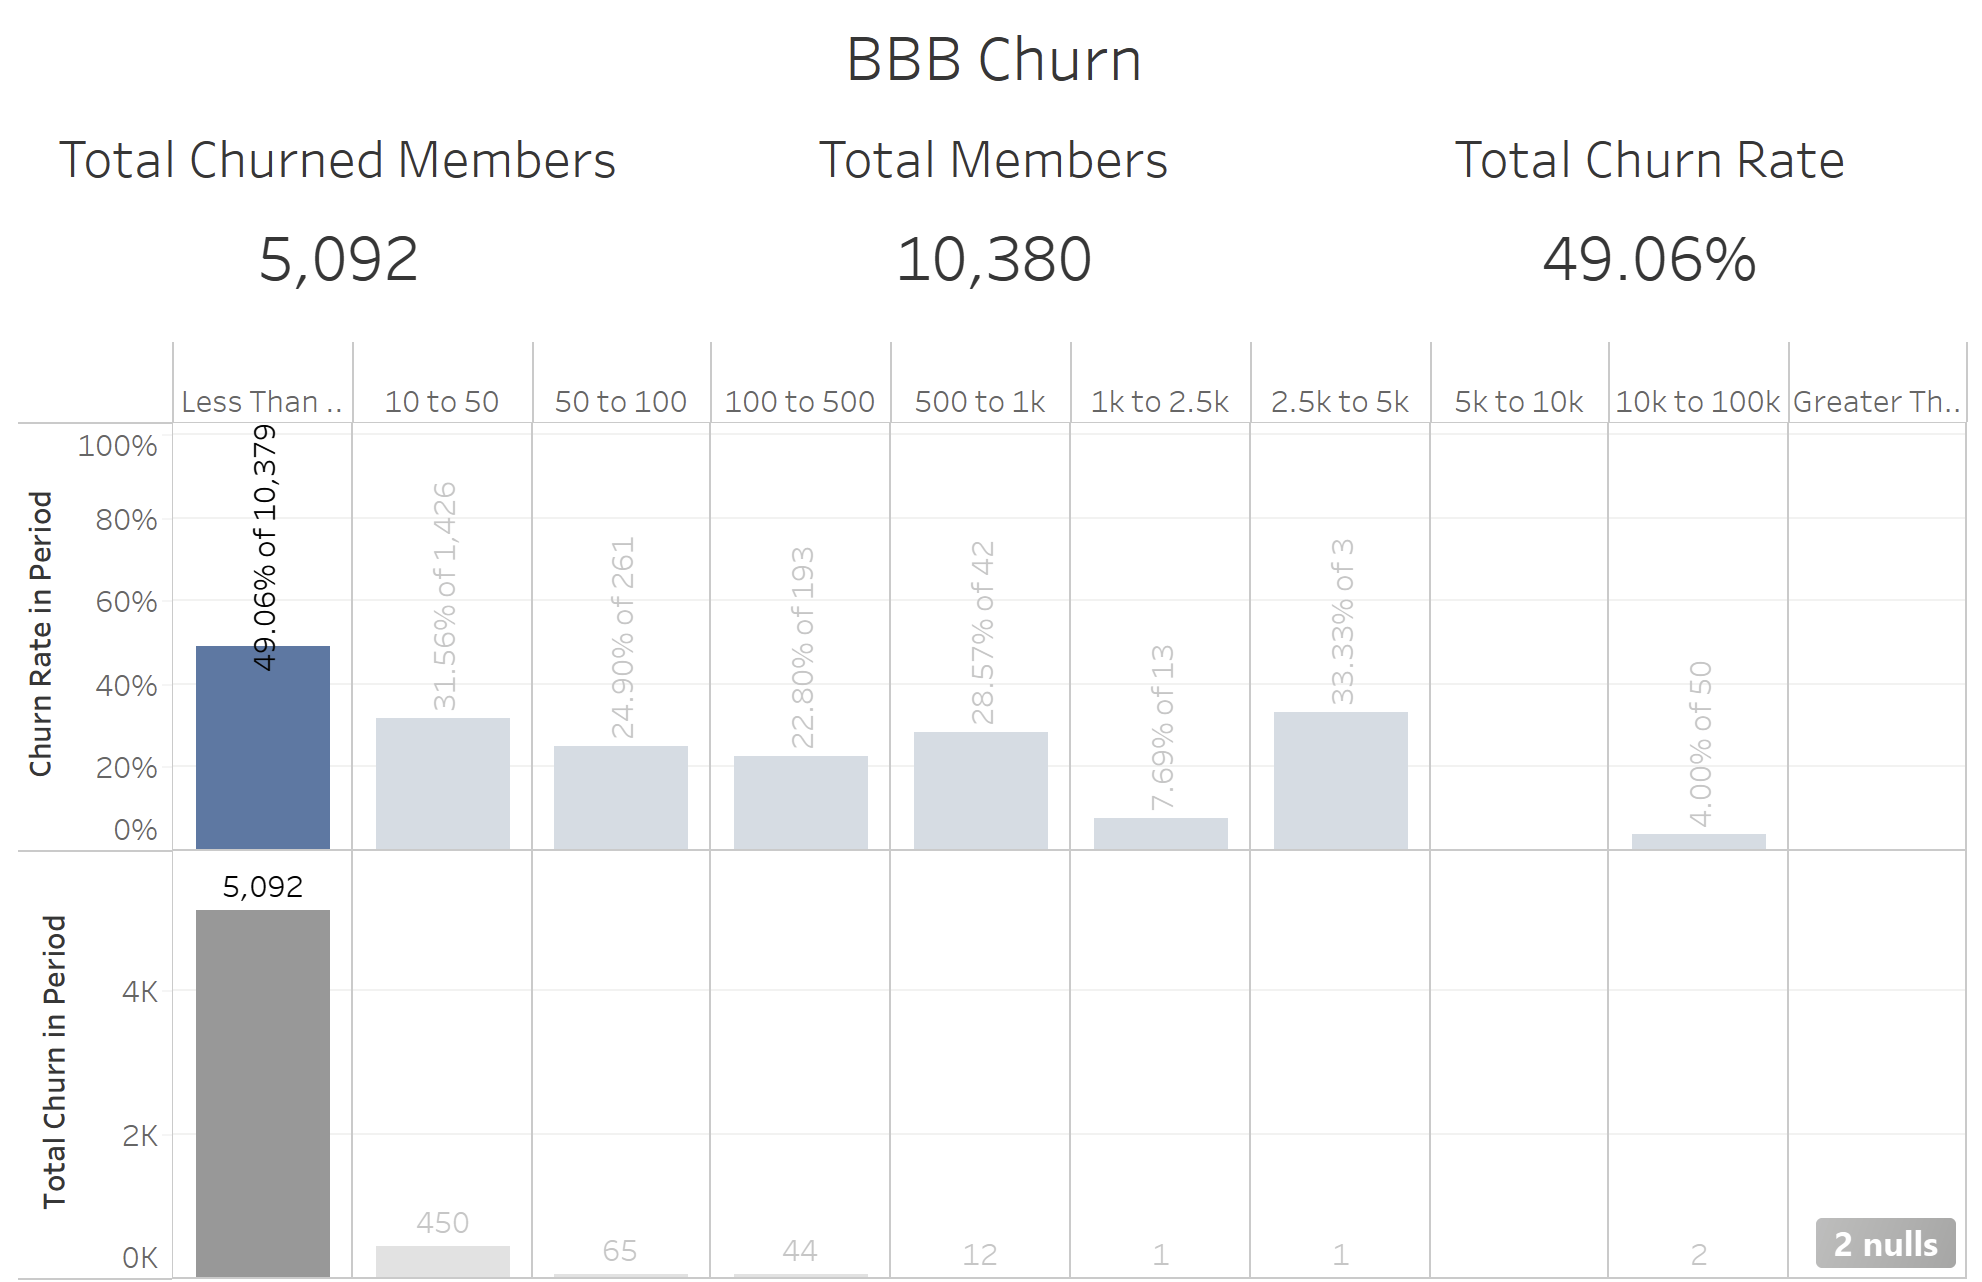 BBB Churn
Total Churned Members
Total Members
Total Churn Rate
5,092
10,380
49.06%
Less Than ..
10 to 50
50 to 100
100 to 500
500 to 1k
1k to 2.5k
2.5k to 5k
5k to 10k
10k to 100k
Greater Th..
Churn Rate in Period
100%
80%
60%
40%
20%
0%
49.06% of 10,379
31.56% of 1,426
24.90% of 261
22.80% of 193
28.57% of 42
7.69% of 13
33.33% of 3
4.00% of 50
Total Churn in Period
4K
2K
0K
5,092
450
65
44
12
1
1
2
2 nulls